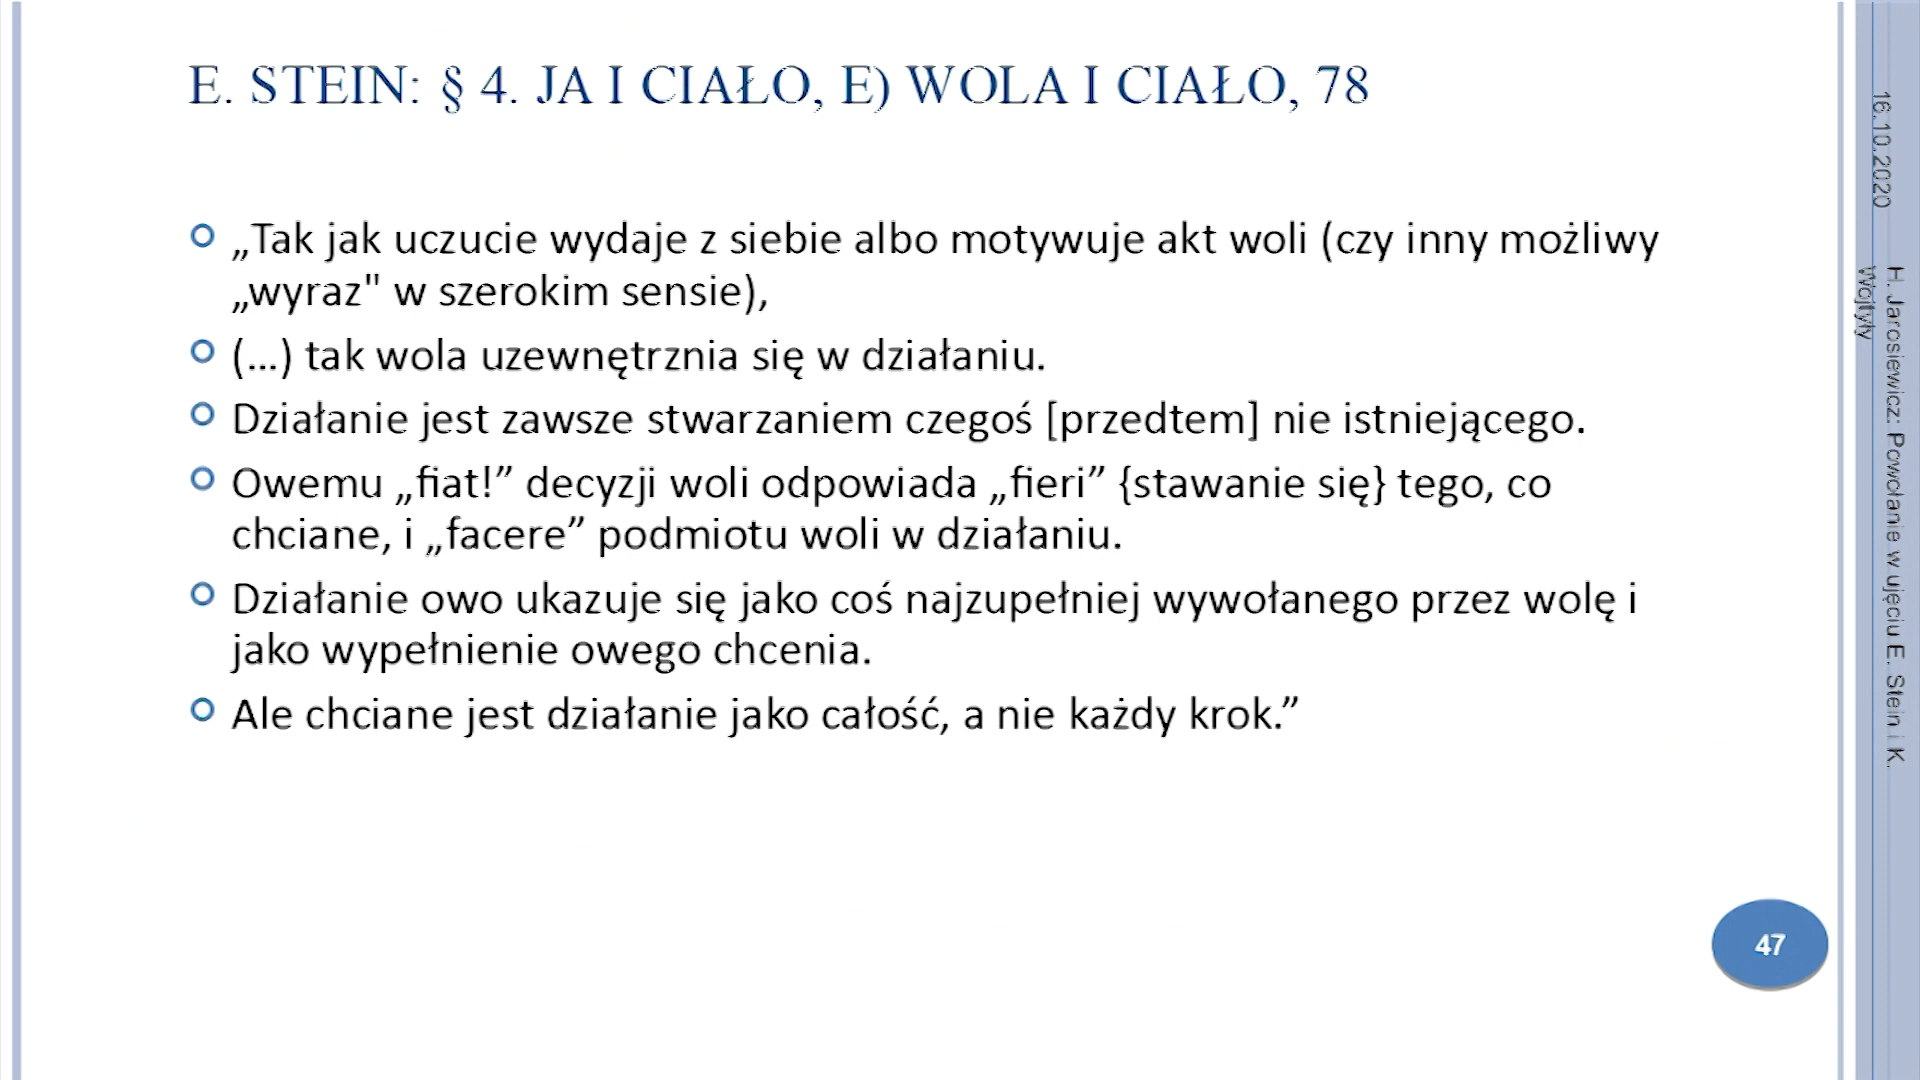 E. STEIN: § 4. JA I CIAŁO, E) WOLA I CIAŁO, 78
„Tak jak uczucie wydaje z siebie albo motywuje akt woli (czy inny możliwy
„wyraz" w szerokim sensie),
(...) tak wola uzewnętrznia się w działaniu.
Działanie jest zawsze stwarzaniem czegoś [przedtem] nie istniejącego.
Owemu „fiat!” decyzji woli odpowiada „fieri” {stawanie się} tego, co
chciane, i „facere” podmiotu woli w działaniu.
Działanie owo ukazuje się jako coś najzupełniej wywołanego przez wolę i
jako wypełnienie owego chcenia.
Ale chciane jest działanie jako całość, a nie każdy krok.”
16.10.2020
H. Jarosiewicz: Powołanie w ujęciu E. Stein i K.
Wojtyły
47